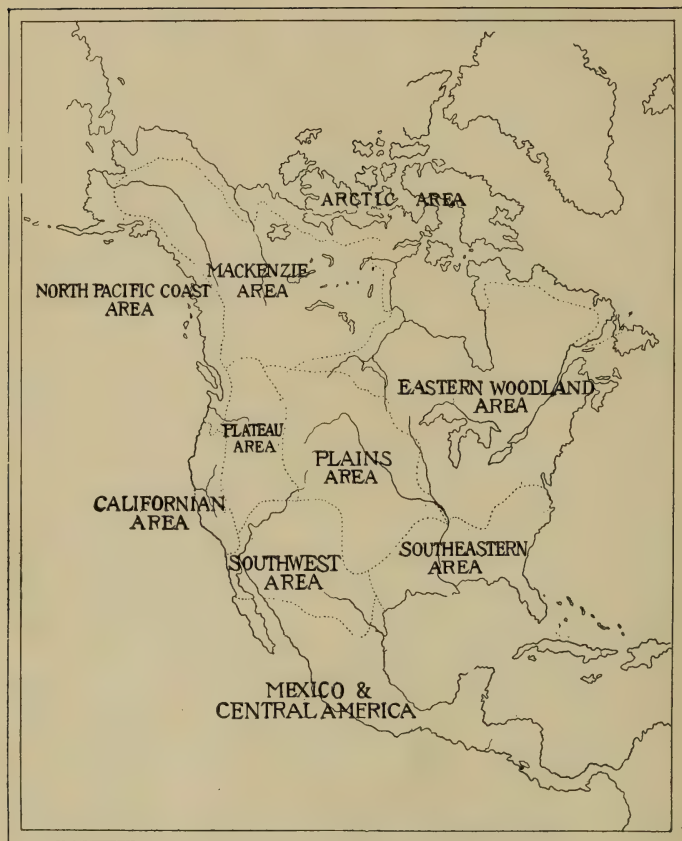 ARCTIC AREA
MACKENZIE
AREA
NORTH PACIFIC COAST
AREA
EASTERN WOODLAND
AREA
PLATEAU
AREA
PLAINS
AREA
CALIFORNIAN
AREA
SOUTHWEST
AREA
SOUTHEASTERN
AREA
MEXICO &
CENTRAL AMERICA